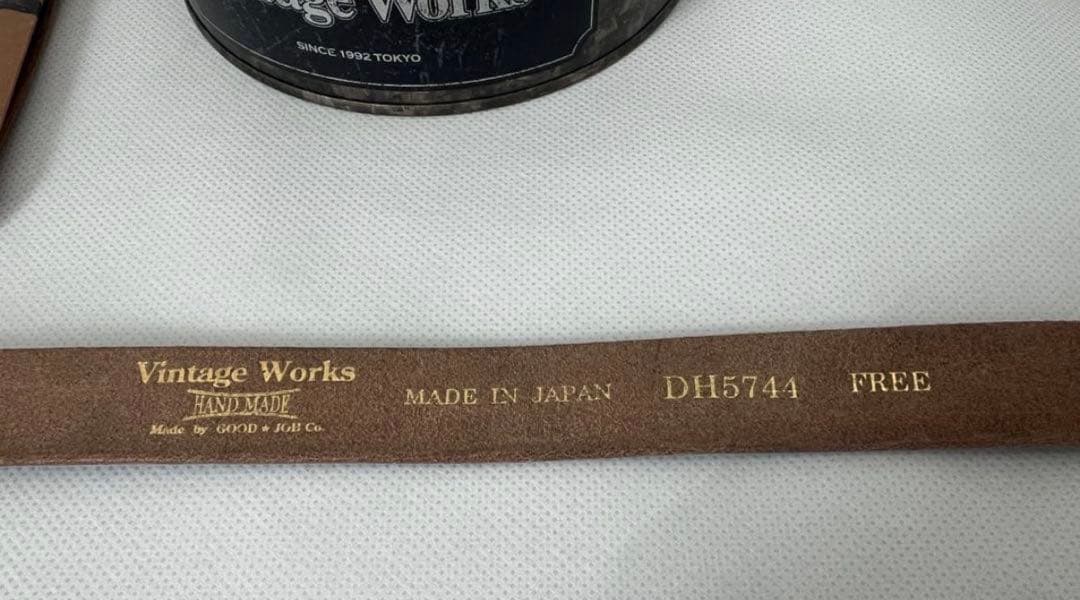 Vintage Works
SINCE 1992 TOKYO
Vintage Works
HAND MADE
Made by GOOD ★ JOB Co.
MADE IN JAPAN
DH5744
FREE